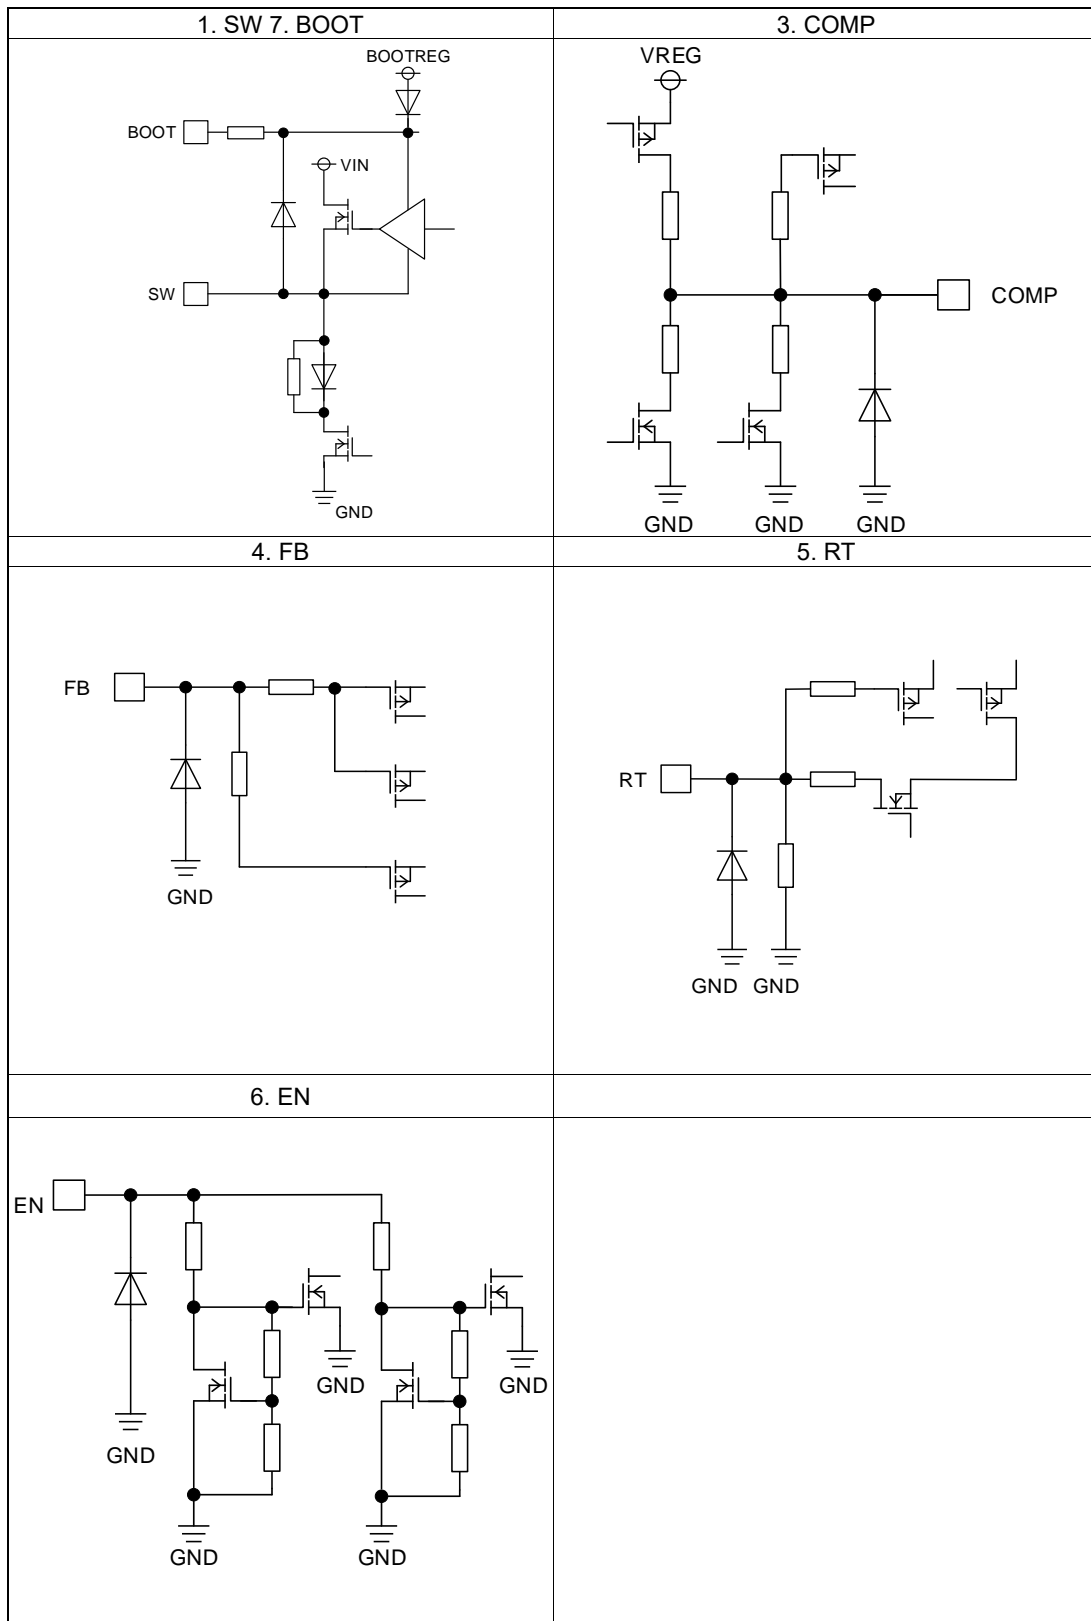 1. SW 7. BOOT
3. COMP
BOOTREG
BOOT
VIN
SW
GND
VREG
COMP
GND
GND
GND
4. FB
5. RT
FB
GND
RT
GND
GND
6. EN
EN
GND
GND
GND
GND
GND